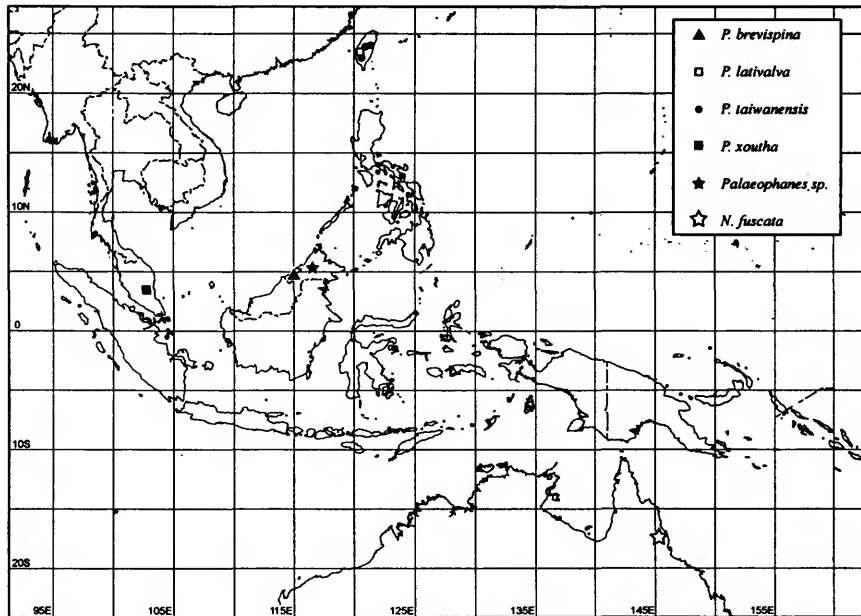 P. brevispina
P. lativalva
P. taiwanensis
P. xoutha
Palaeophanes sp.
N. fuscata
20N
10N
0
10S
20S
95E
105E
115E
125E
135E
145E
155E